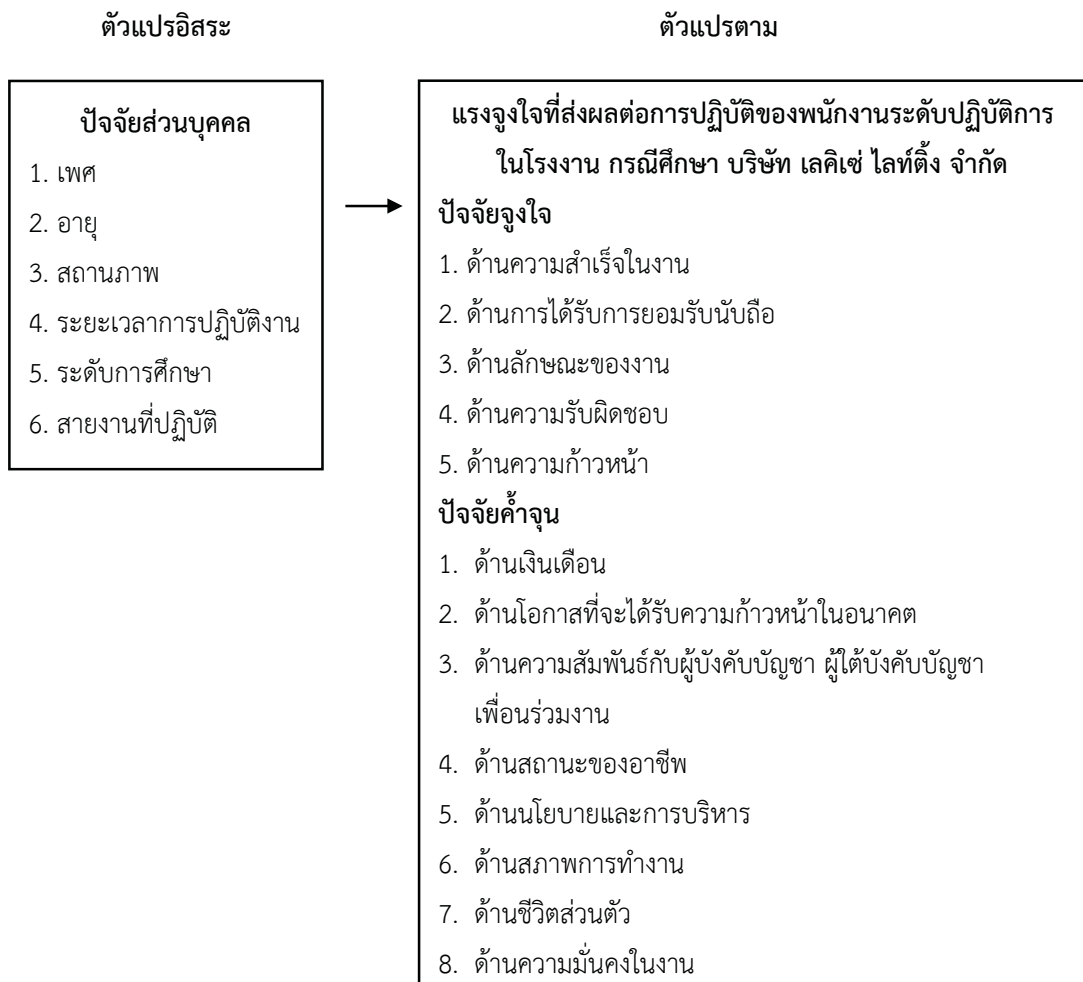 ตัวแปรอิสระ
ตัวแปรตาม
ปัจจัยส่วนบุคคล
1. เพศ
2. อายุ
3. สถานภาพ
4. ระยะเวลาการปฏิบัติงาน
5. ระดับการศึกษา
6. สายงานที่ปฏิบัติ
แรงจูงใจที่ส่งผลต่อการปฏิบัติของพนักงานระดับปฏิบัติการ
ในโรงงาน กรณีศึกษา บริษัท เลคิเซ่ ไลท์ติ้ง จำกัด
ปัจจัยจูงใจ
1. ด้านความสำเร็จในงาน
2. ด้านการได้รับการยอมรับนับถือ
3. ด้านลักษณะของงาน
4. ด้านความรับผิดชอบ
5. ด้านความก้าวหน้า
ปัจจัยค้ำจุน
1. ด้านเงินเดือน
2. ด้านโอกาสที่จะได้รับความก้าวหน้าในอนาคต
3. ด้านความสัมพันธ์กับผู้บังคับบัญชา ผู้ใต้บังคับบัญชา
เพื่อนร่วมงาน
4. ด้านสถานะของอาชีพ
5. ด้านนโยบายและการบริหาร
6. ด้านสภาพการทำงาน
7. ด้านชีวิตส่วนตัว
8. ด้านความมั่นคงในงาน